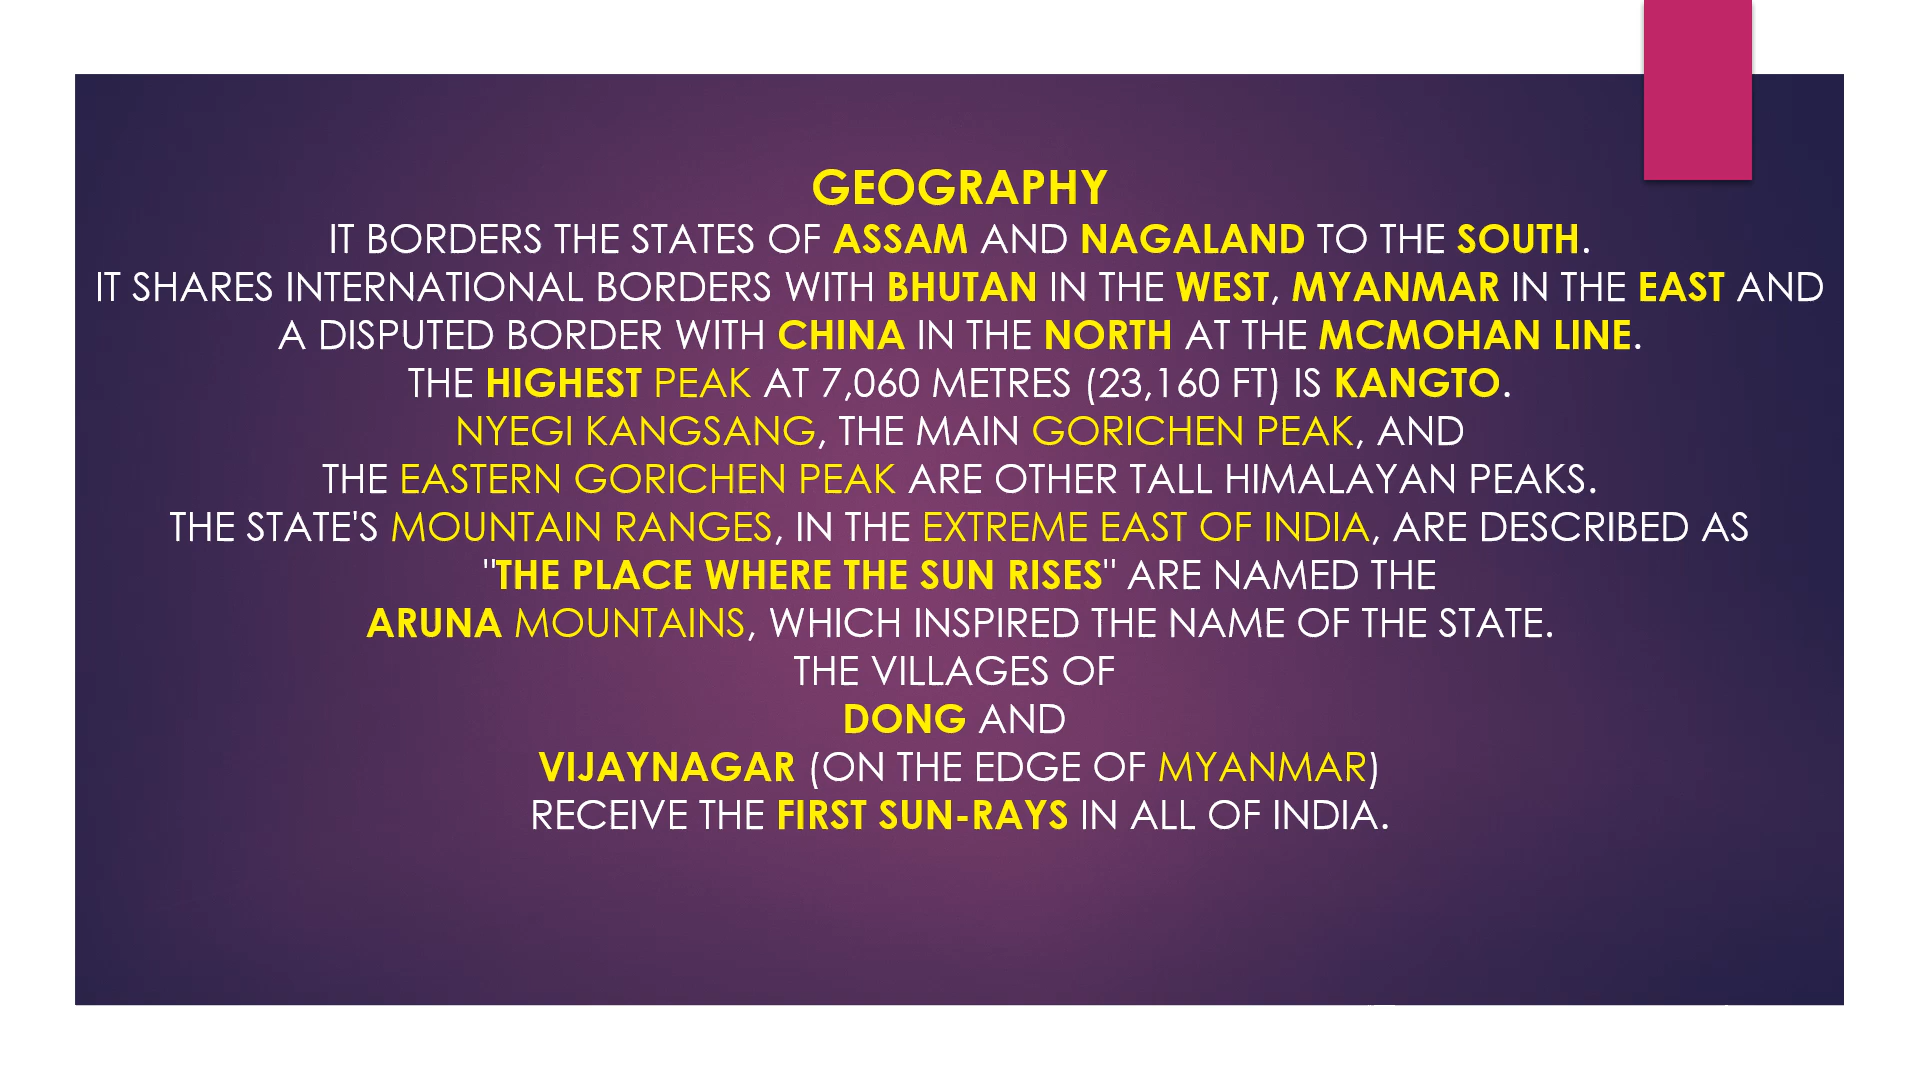 GEOGRAPHY
IT BORDERS THE STATES OF ASSAM AND NAGALAND TO THE SOUTH.
IT SHARES INTERNATIONAL BORDERS WITH BHUTAN IN THE WEST, MYANMAR IN THE EAST AND
A DISPUTED BORDER WITH CHINA IN THE NORTH AT THE MCMOHAN LINE.
THE HIGHEST PEAK AT 7,060 METRES (23,160 FT) IS KANGTO.
NYEGI KANGSANG, THE MAIN GORICHEN PEAK, AND
THE EASTERN GORICHEN PEAK ARE OTHER TALL HIMALAYAN PEAKS.
THE STATE'S MOUNTAIN RANGES, IN THE EXTREME EAST OF INDIA, ARE DESCRIBED AS
"THE PLACE WHERE THE SUN RISES" ARE NAMED THE
ARUNA MOUNTAINS, WHICH INSPIRED THE NAME OF THE STATE.
THE VILLAGES OF
DONG AND
VIJAYNAGAR (ON THE EDGE OF MYANMAR)
RECEIVE THE FIRST SUN-RAYS IN ALL OF INDIA.